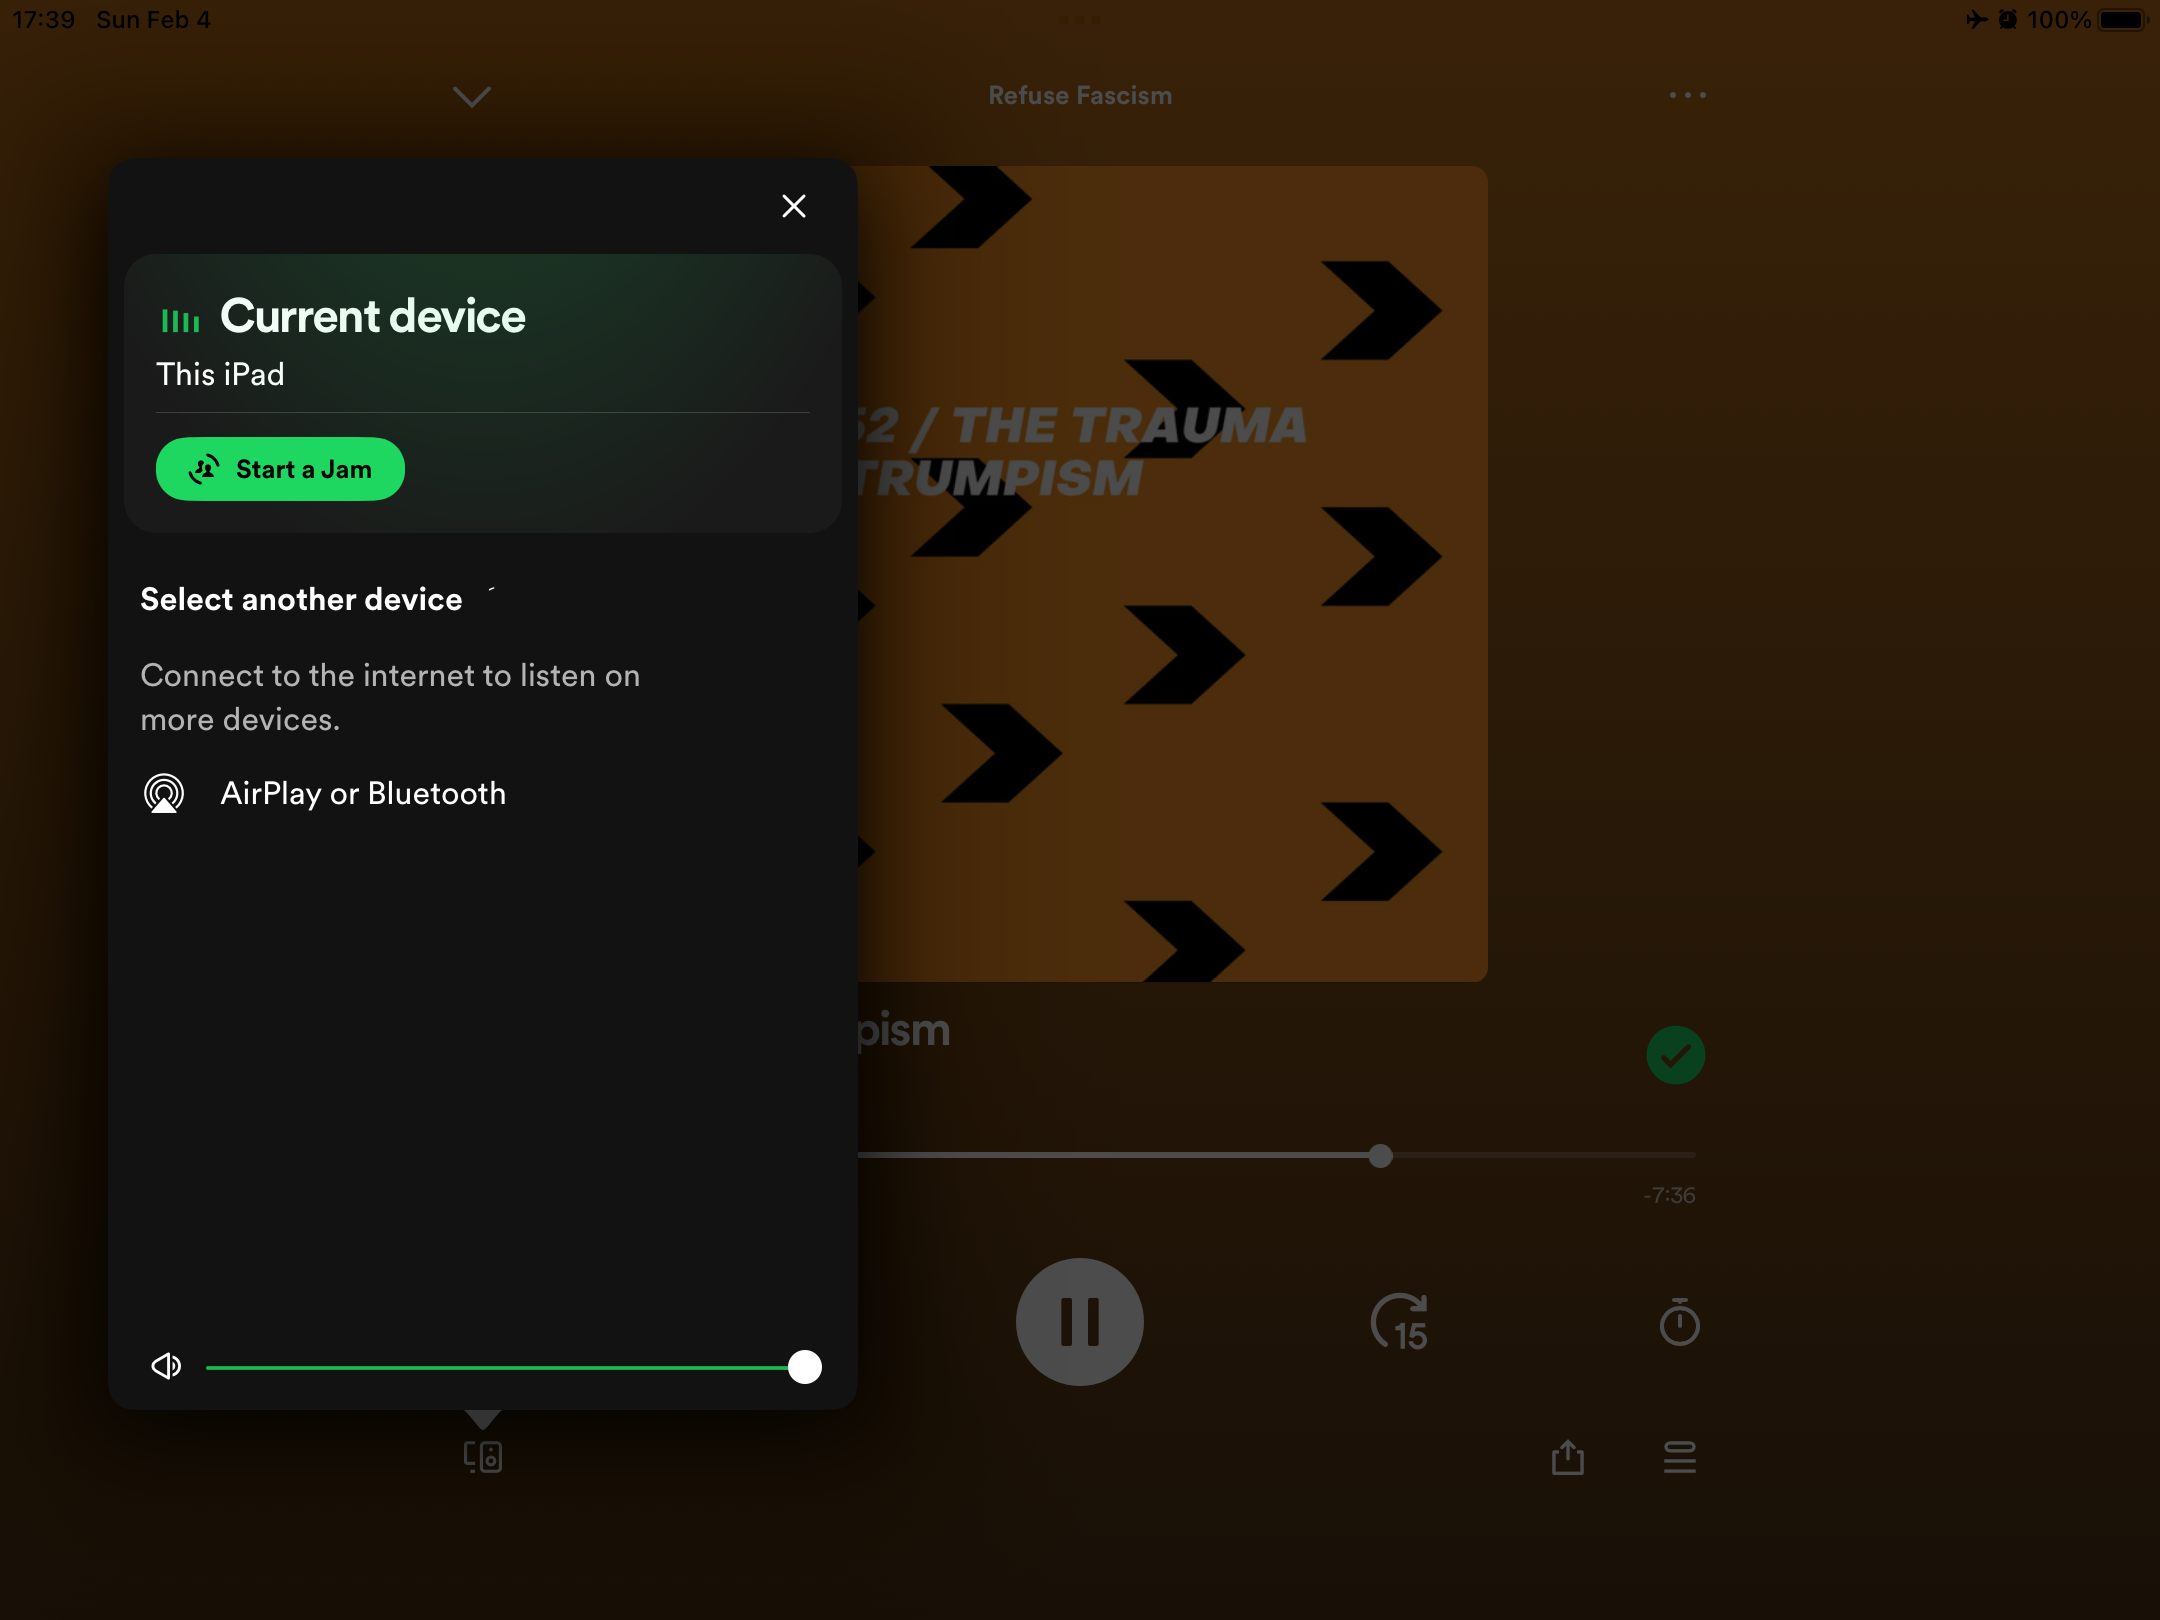 17:39 Sun Feb 4
100%
Refuse Fascism
Current device
This iPad
Start a Jam
Select another device
Connect to the internet to listen on
more devices.
AirPlay or Bluetooth
52 / THE TRAUMA
TRUMPISM
pism
-7:36
15